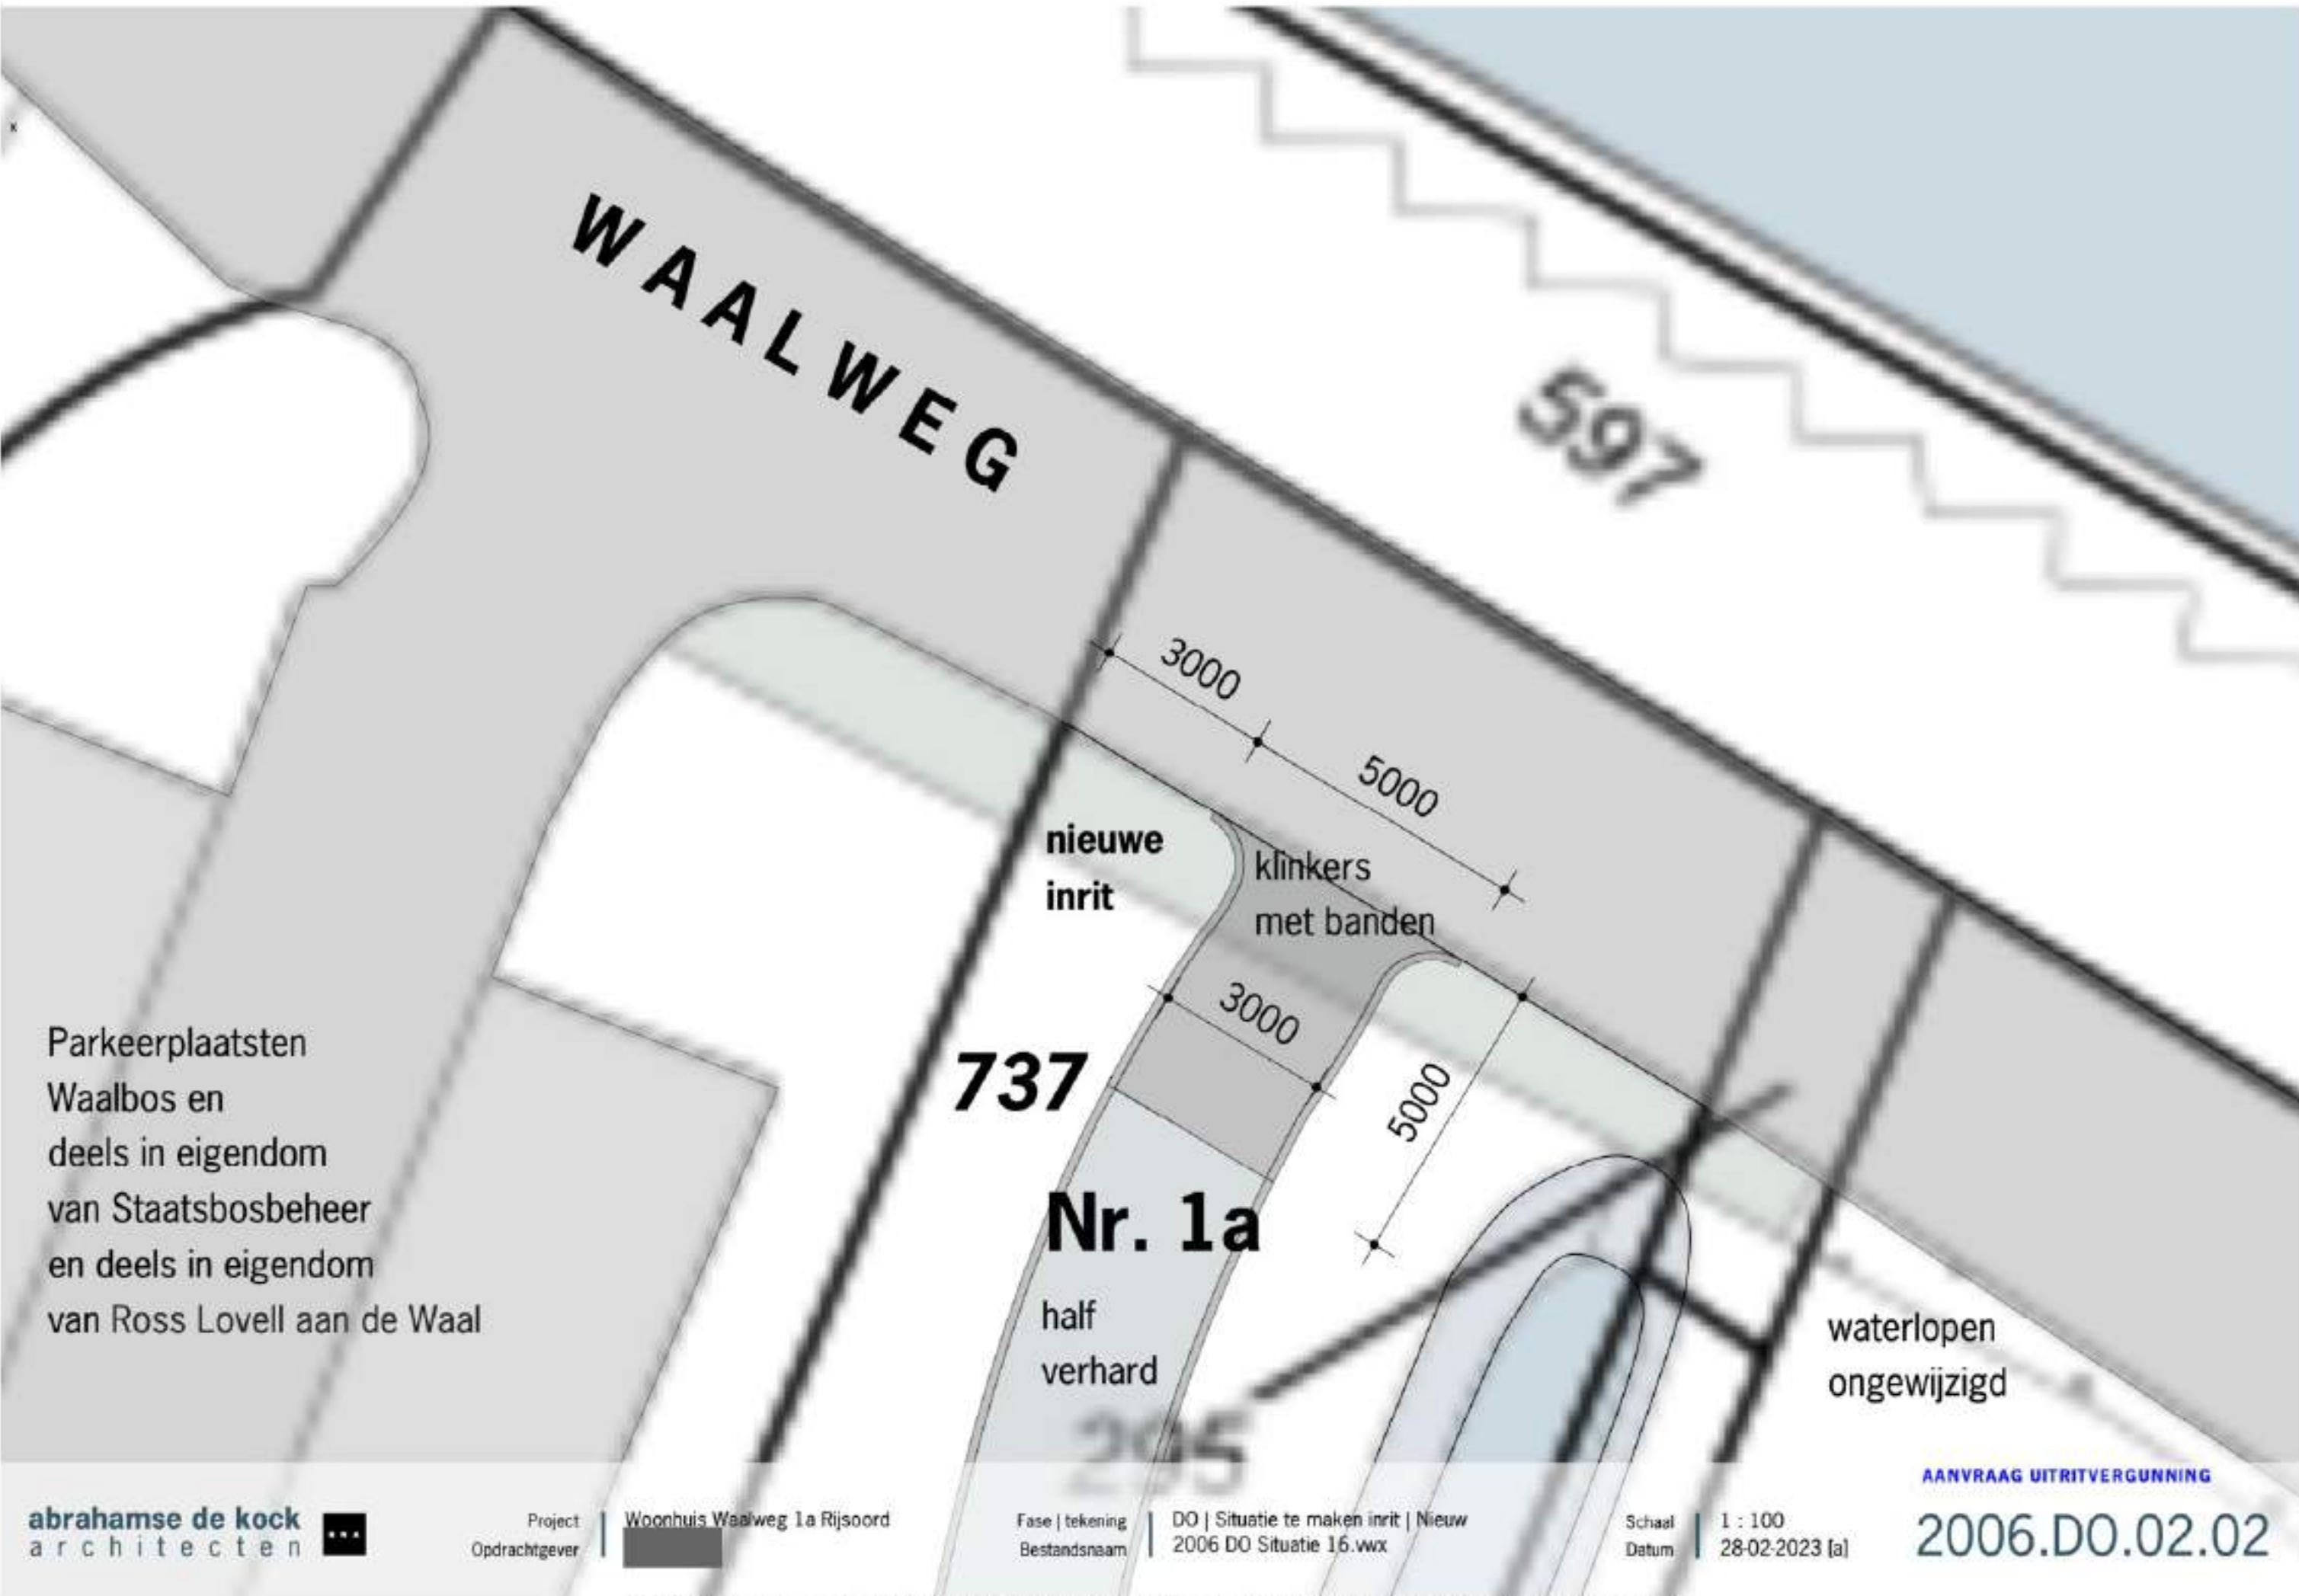 x
WAALWEG
597
3000
5000
nieuwe
inrit
klinkers
met banden
3000
5000
737
Parkeerplaatsten
Waalbos en
deels in eigendom
van Staatsbosbeheer
en deels in eigendom
van Ross Lovell aan de Waal
Nr. 1a
half
verhard
295
waterlopen
ongewijzigd
AANVRAAG UITRITVERGUNNING
abrahamse de kock
architecten
Project
Woonhuis Waalweg 1a Rijsoord
Opdrachtgever
Fase | tekening
DO | Situatie te maken inrit | Nieuw
Bestandsnaam
2006 DO Situatie 16.vwx
Schaal
1 : 100
Datum
28-02-2023 [a]
2006.DO.02.02